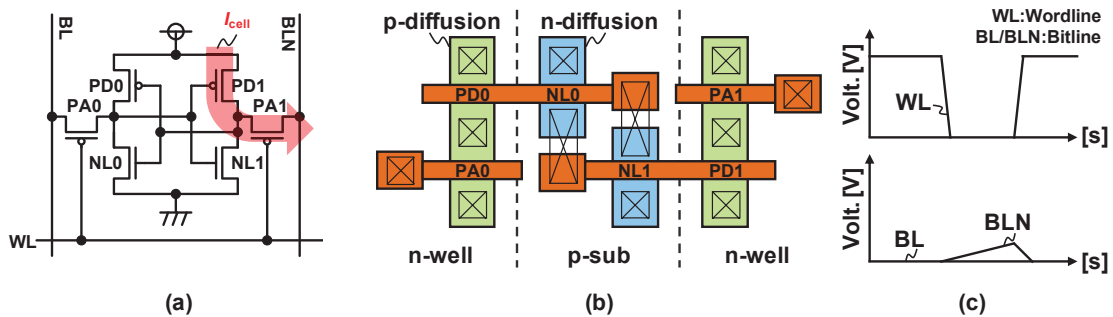 BL
I cell
BLN
PD0
PD1
PA0
PA1
NL0
NL1
WL
(a)
p-diffusion
n-diffusion
PD0
NL0
PA1
PA0
NL1
PD1
n-well
p-sub
n-well
(b)
WL:Wordline
BL/BLN:Bitline
Volt. [V]
WL
[s]
Volt. [V]
BL
BLN
[s]
(c)